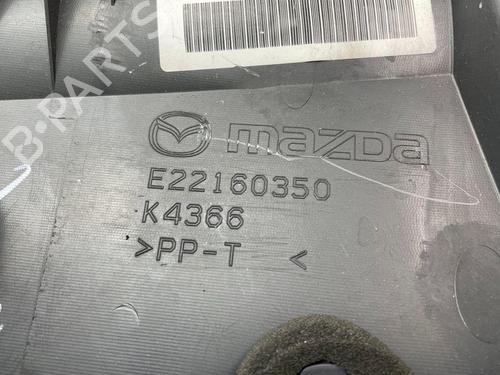 B-PARTS
mazda
E22160350
K4366
>PP-T <